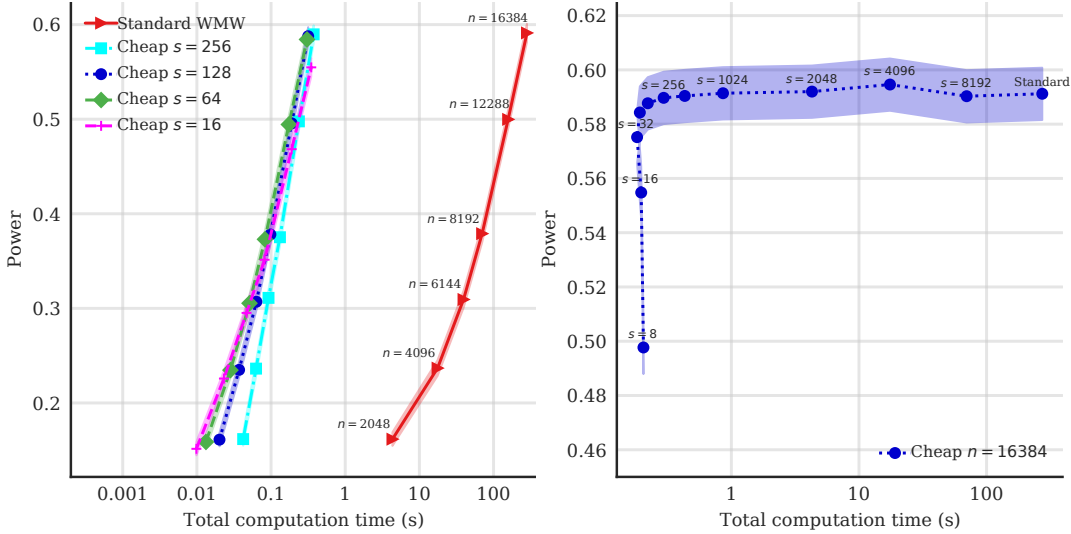 0.6
0.5
0.4
0.3
0.2
Power
Standard WMW
Cheap s = 256
Cheap s = 128
Cheap s = 64
Cheap s = 16
n = 16384
n = 12288
n = 8192
n = 6144
n = 4096
n = 2048
0.001
0.01
0.1
1
10
100
Total computation time (s)
0.62
0.60
0.58
0.56
0.54
0.52
0.50
0.48
0.46
Power
s = 256
s = 1024
s = 2048
s = 4096
s = 8192
Standard
s = 32
s = 16
s = 8
Cheap n = 16384
1
10
100
Total computation time (s)